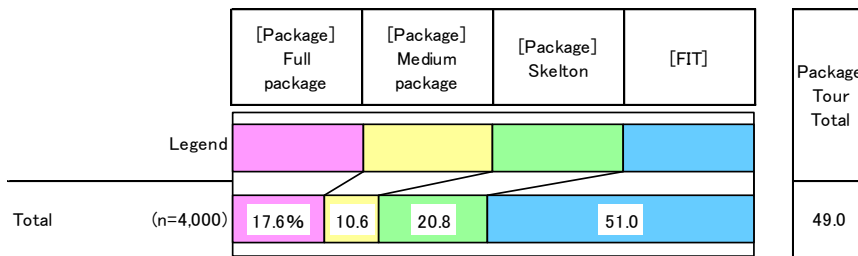 [Package]
Full
package
[Package]
Medium
package
[Package]
Skelton
[FIT]
Package
Tour
Total
Legend
Total (n=4,000) 17.6% 10.6 20.8 51.0 49.0